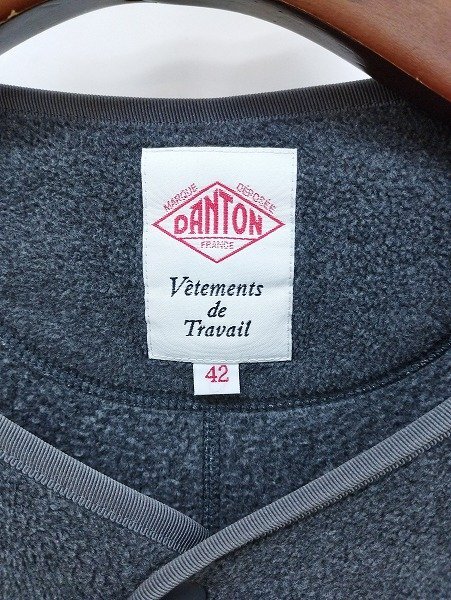 MARQUE DÉPOSÉE
DANTON
FRANCE
Vêtements
de
Travail
42